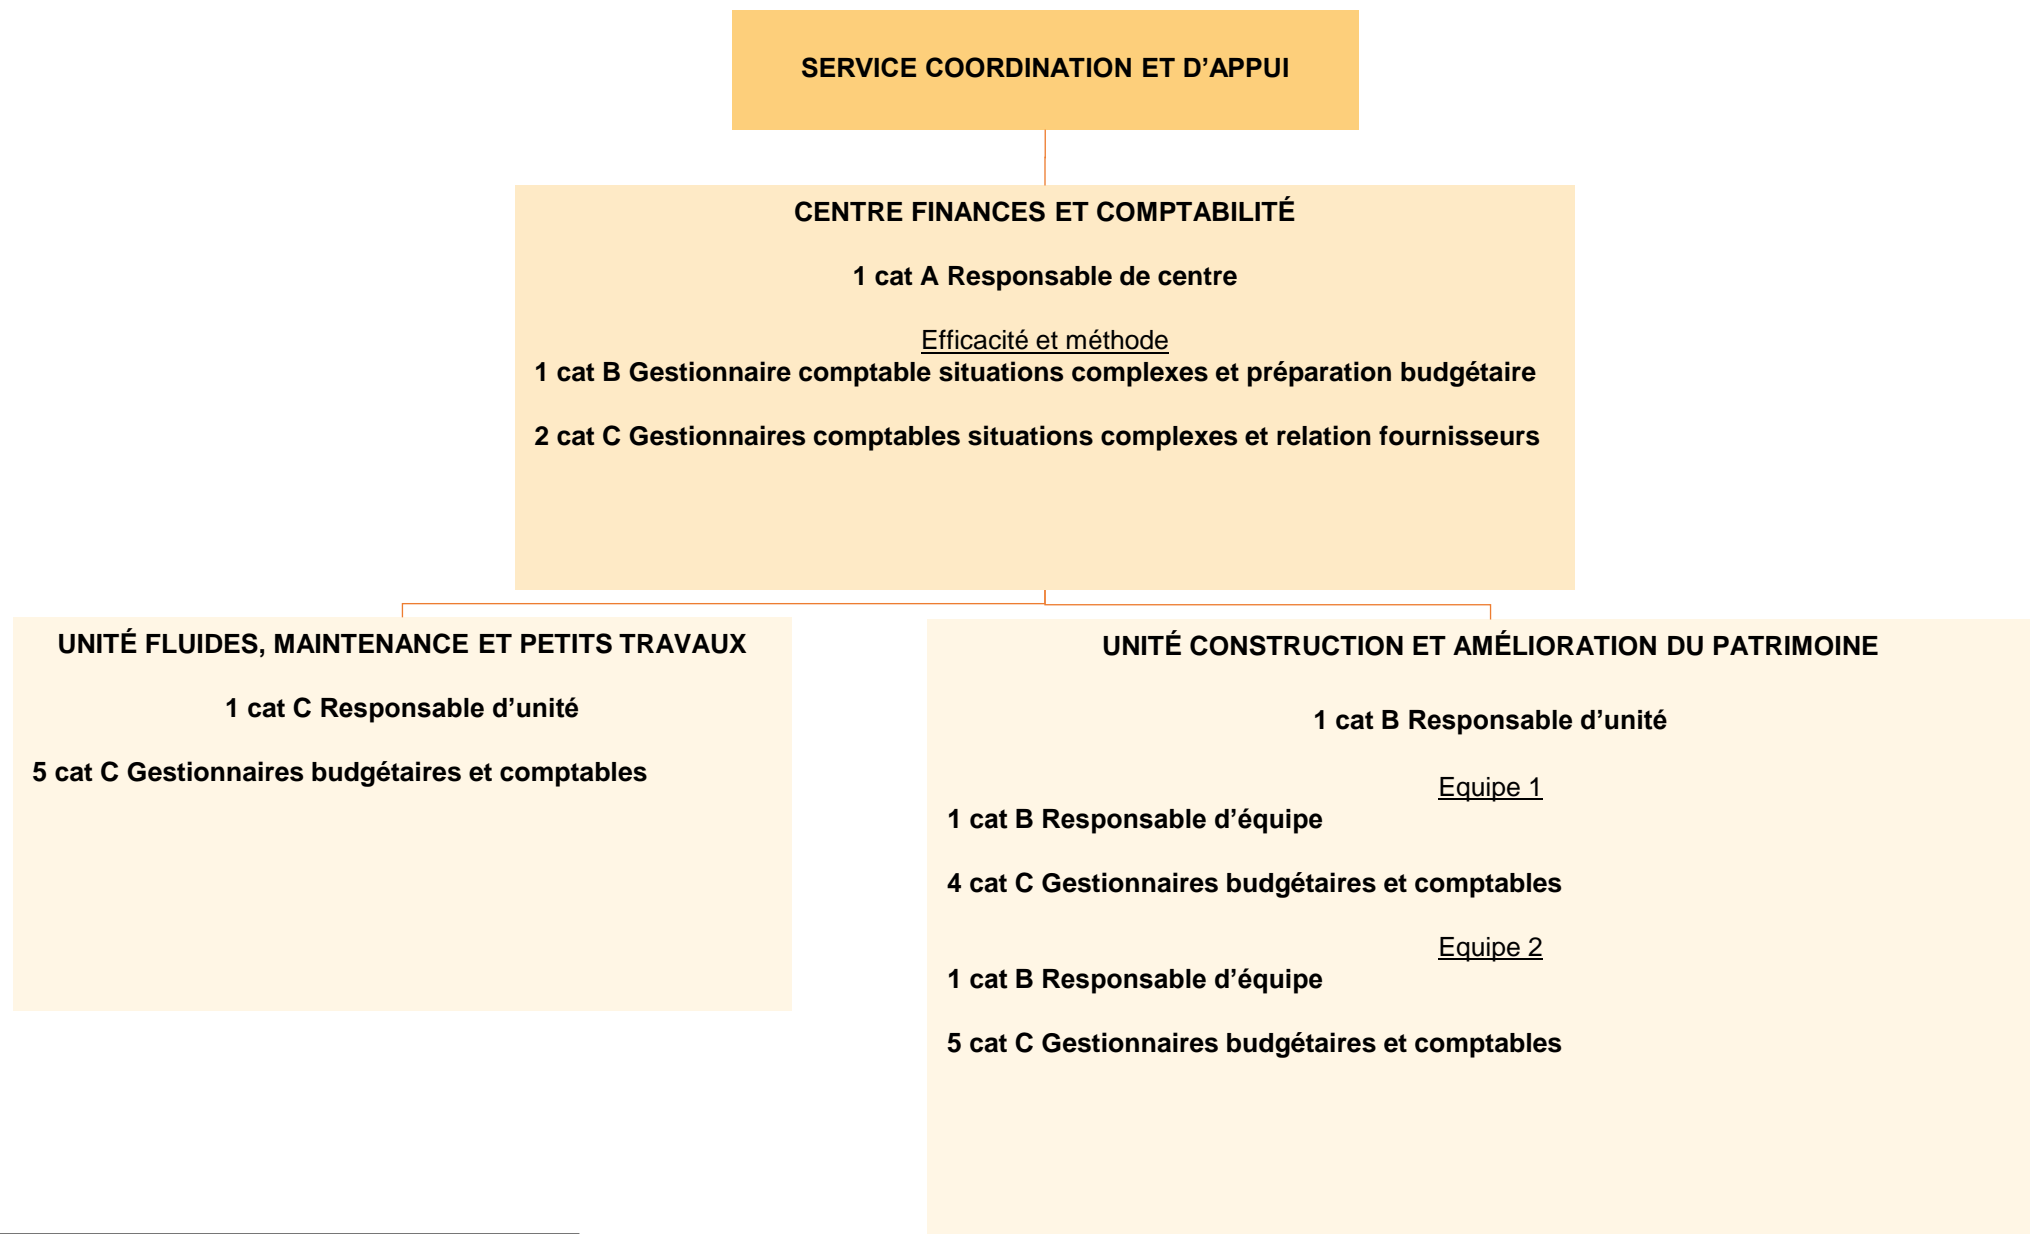 SERVICE COORDINATION ET D’APPUI
CENTRE FINANCES ET COMPTABILITÉ
1 cat A Responsable de centre
Efficacité et méthode
1 cat B Gestionnaire comptable situations complexes et préparation budgétaire
2 cat C Gestionnaires comptables situations complexes et relation fournisseurs
UNITÉ FLUIDES, MAINTENANCE ET PETITS TRAVAUX
1 cat C Responsable d’unité
5 cat C Gestionnaires budgétaires et comptables
UNITÉ CONSTRUCTION ET AMÉLIORATION DU PATRIMOINE
1 cat B Responsable d’unité
Equipe 1
1 cat B Responsable d’équipe
4 cat C Gestionnaires budgétaires et comptables
Equipe 2
1 cat B Responsable d’équipe
5 cat C Gestionnaires budgétaires et comptables